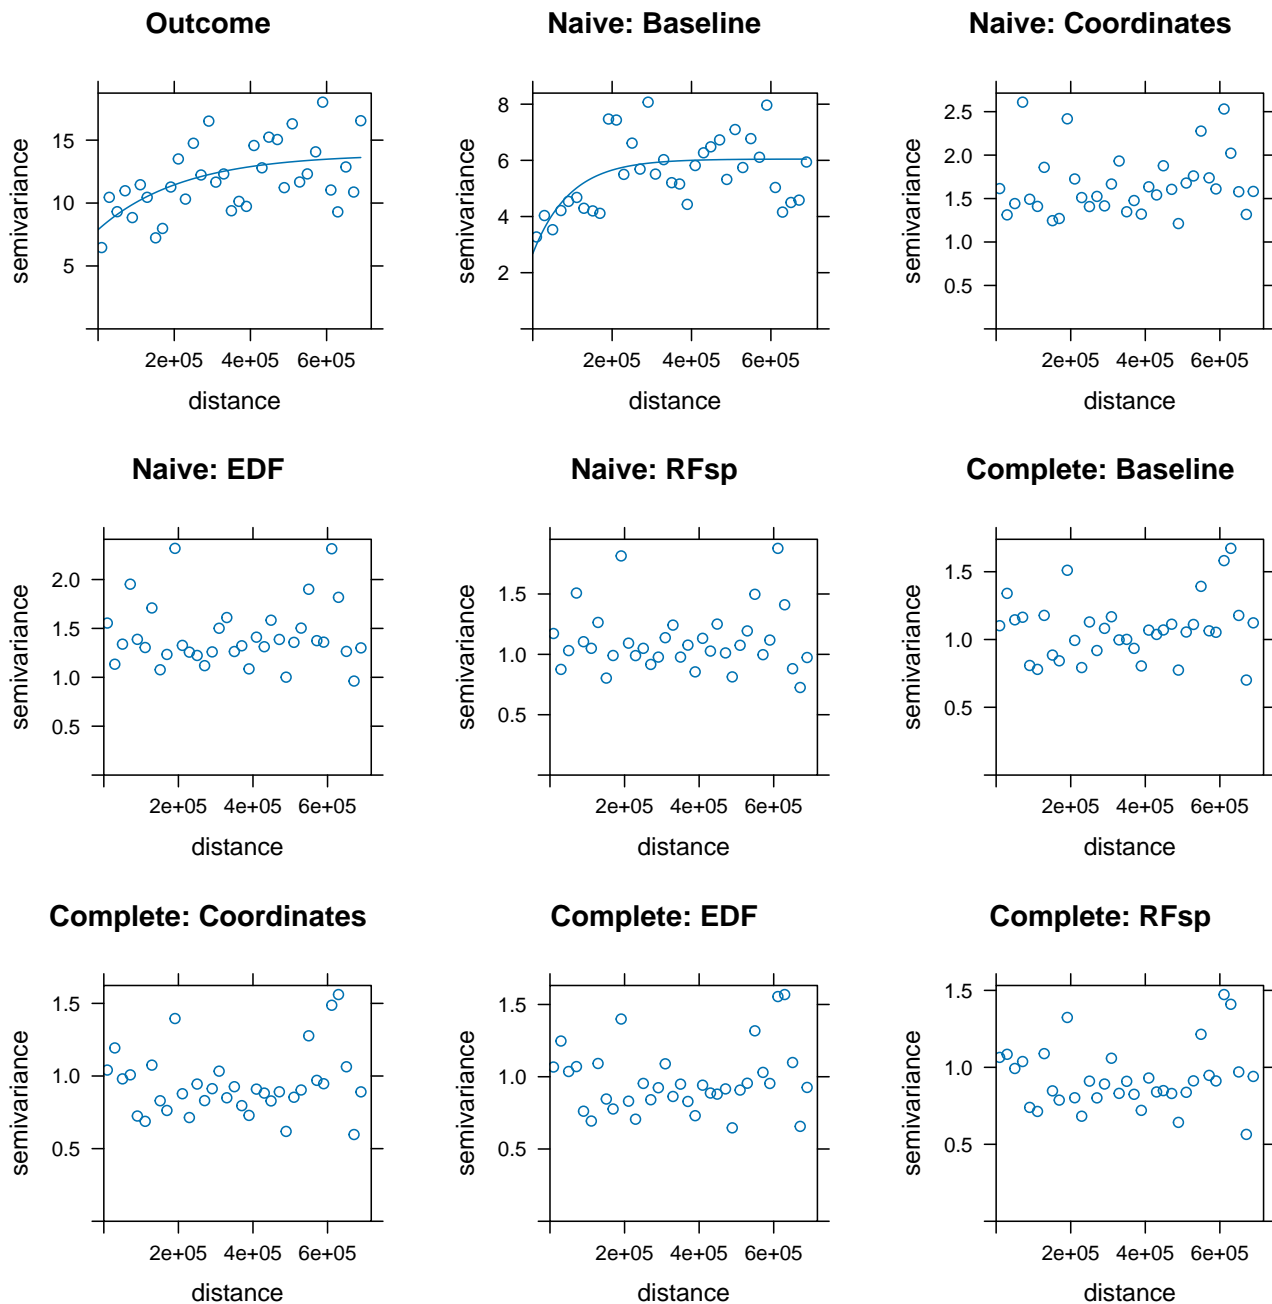 Outcome
Naive: Baseline
Naive: Coordinates
semivariance
5
10
15
2e+05 4e+05 6e+05
distance
semivariance
2
4
6
8
2e+05 4e+05 6e+05
distance
semivariance
0.5
1.0
1.5
2.0
2.5
2e+05 4e+05 6e+05
distance
Naive: EDF
Naive: RFsp
Complete: Baseline
semivariance
0.5
1.0
1.5
2.0
2e+05 4e+05 6e+05
distance
semivariance
0.5
1.0
1.5
2e+05 4e+05 6e+05
distance
semivariance
0.5
1.0
1.5
2e+05 4e+05 6e+05
distance
Complete: Coordinates
Complete: EDF
Complete: RFsp
semivariance
0.5
1.0
1.5
2e+05 4e+05 6e+05
distance
semivariance
0.5
1.0
1.5
2e+05 4e+05 6e+05
distance
semivariance
0.5
1.0
1.5
2e+05 4e+05 6e+05
distance